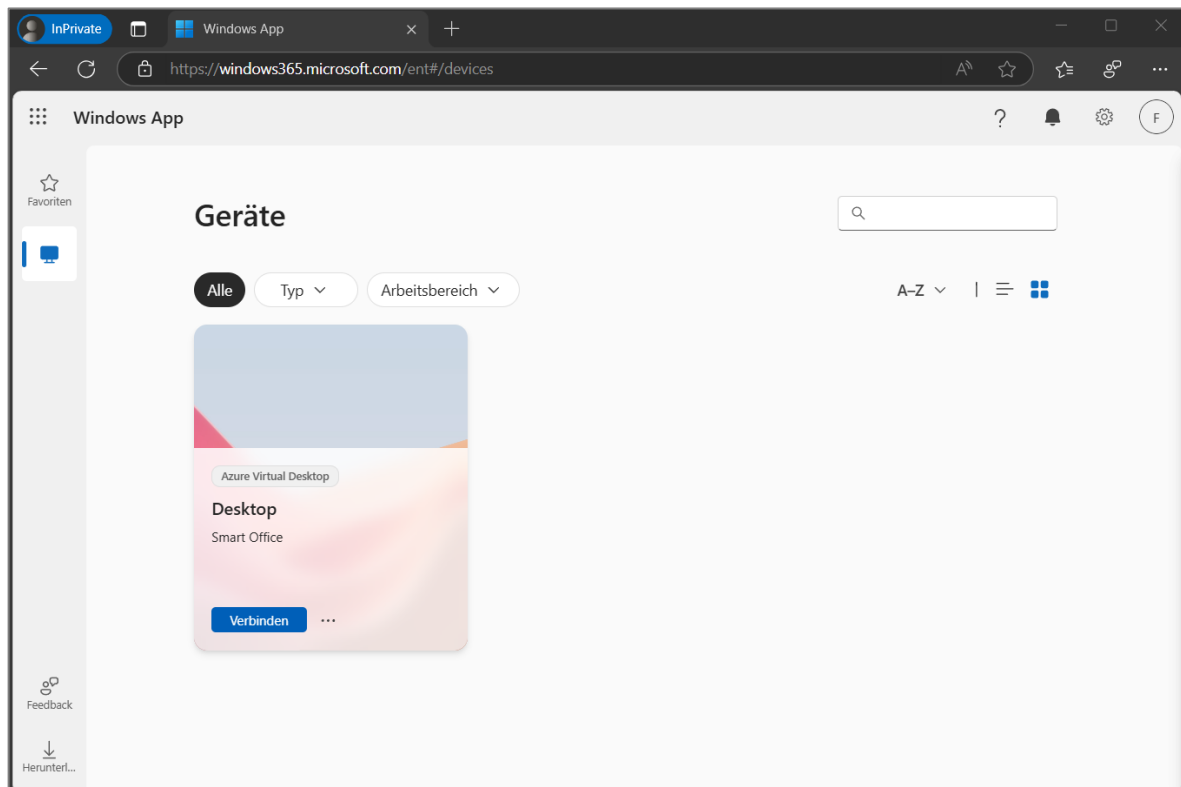 InPrivate
Windows App
https://windows365.microsoft.com/ent#/devices
Windows App
F
Favoriten
Geräte
Alle
Typ
Arbeitsbereich
A–Z
Azure Virtual Desktop
Desktop
Smart Office
Verbinden
Feedback
Herunterl...